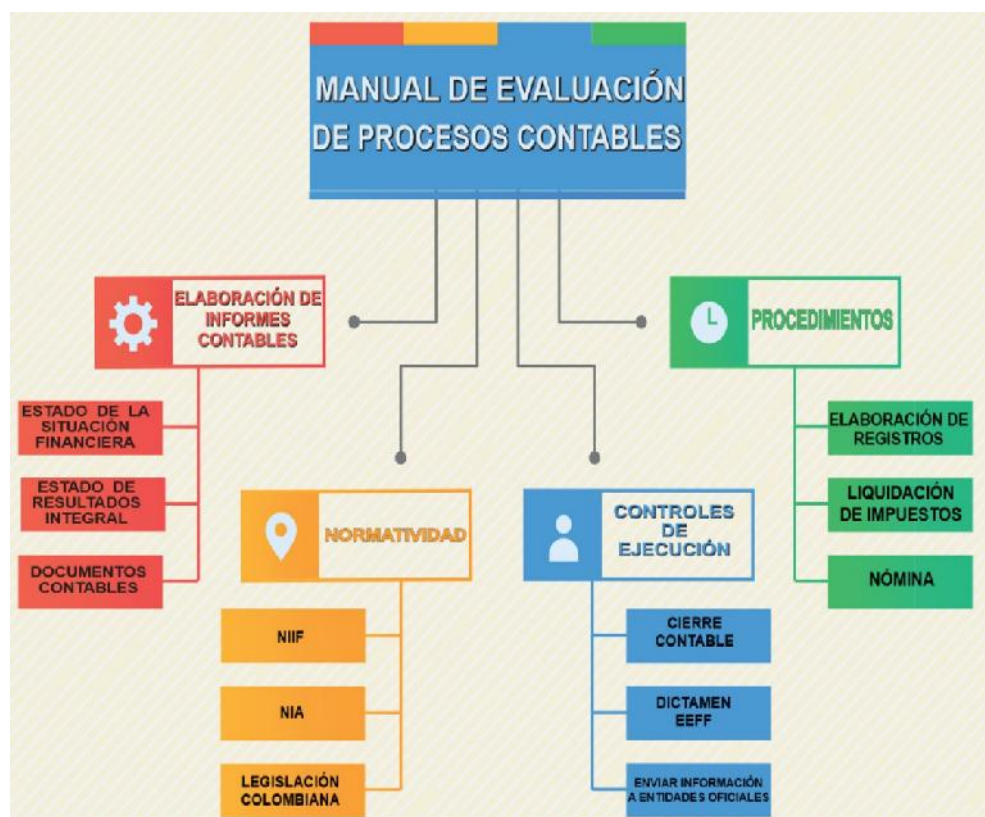 MANUAL DE EVALUACIÓN
DE PROCESOS CONTABLES
ELABORACIÓN DE
INFORMES
CONTABLES
ESTADO DE LA
SITUACIÓN
FINANCIERA
ESTADO DE
RESULTADOS
INTEGRAL
DOCUMENTOS
CONTABLES
NORMATIVIDAD
NIIF
NIA
LEGISLACIÓN
COLOMBIANA
CONTROLES
DE
EJECUCIÓN
CIERRE
CONTABLE
DICTAMEN
EEFF
ENVIAR INFORMACIÓN
A ENTIDADES OFICIALES
PROCEDIMIENTOS
ELABORACIÓN DE
REGISTROS
LIQUIDACIÓN
DE IMPUESTOS
NÓMINA